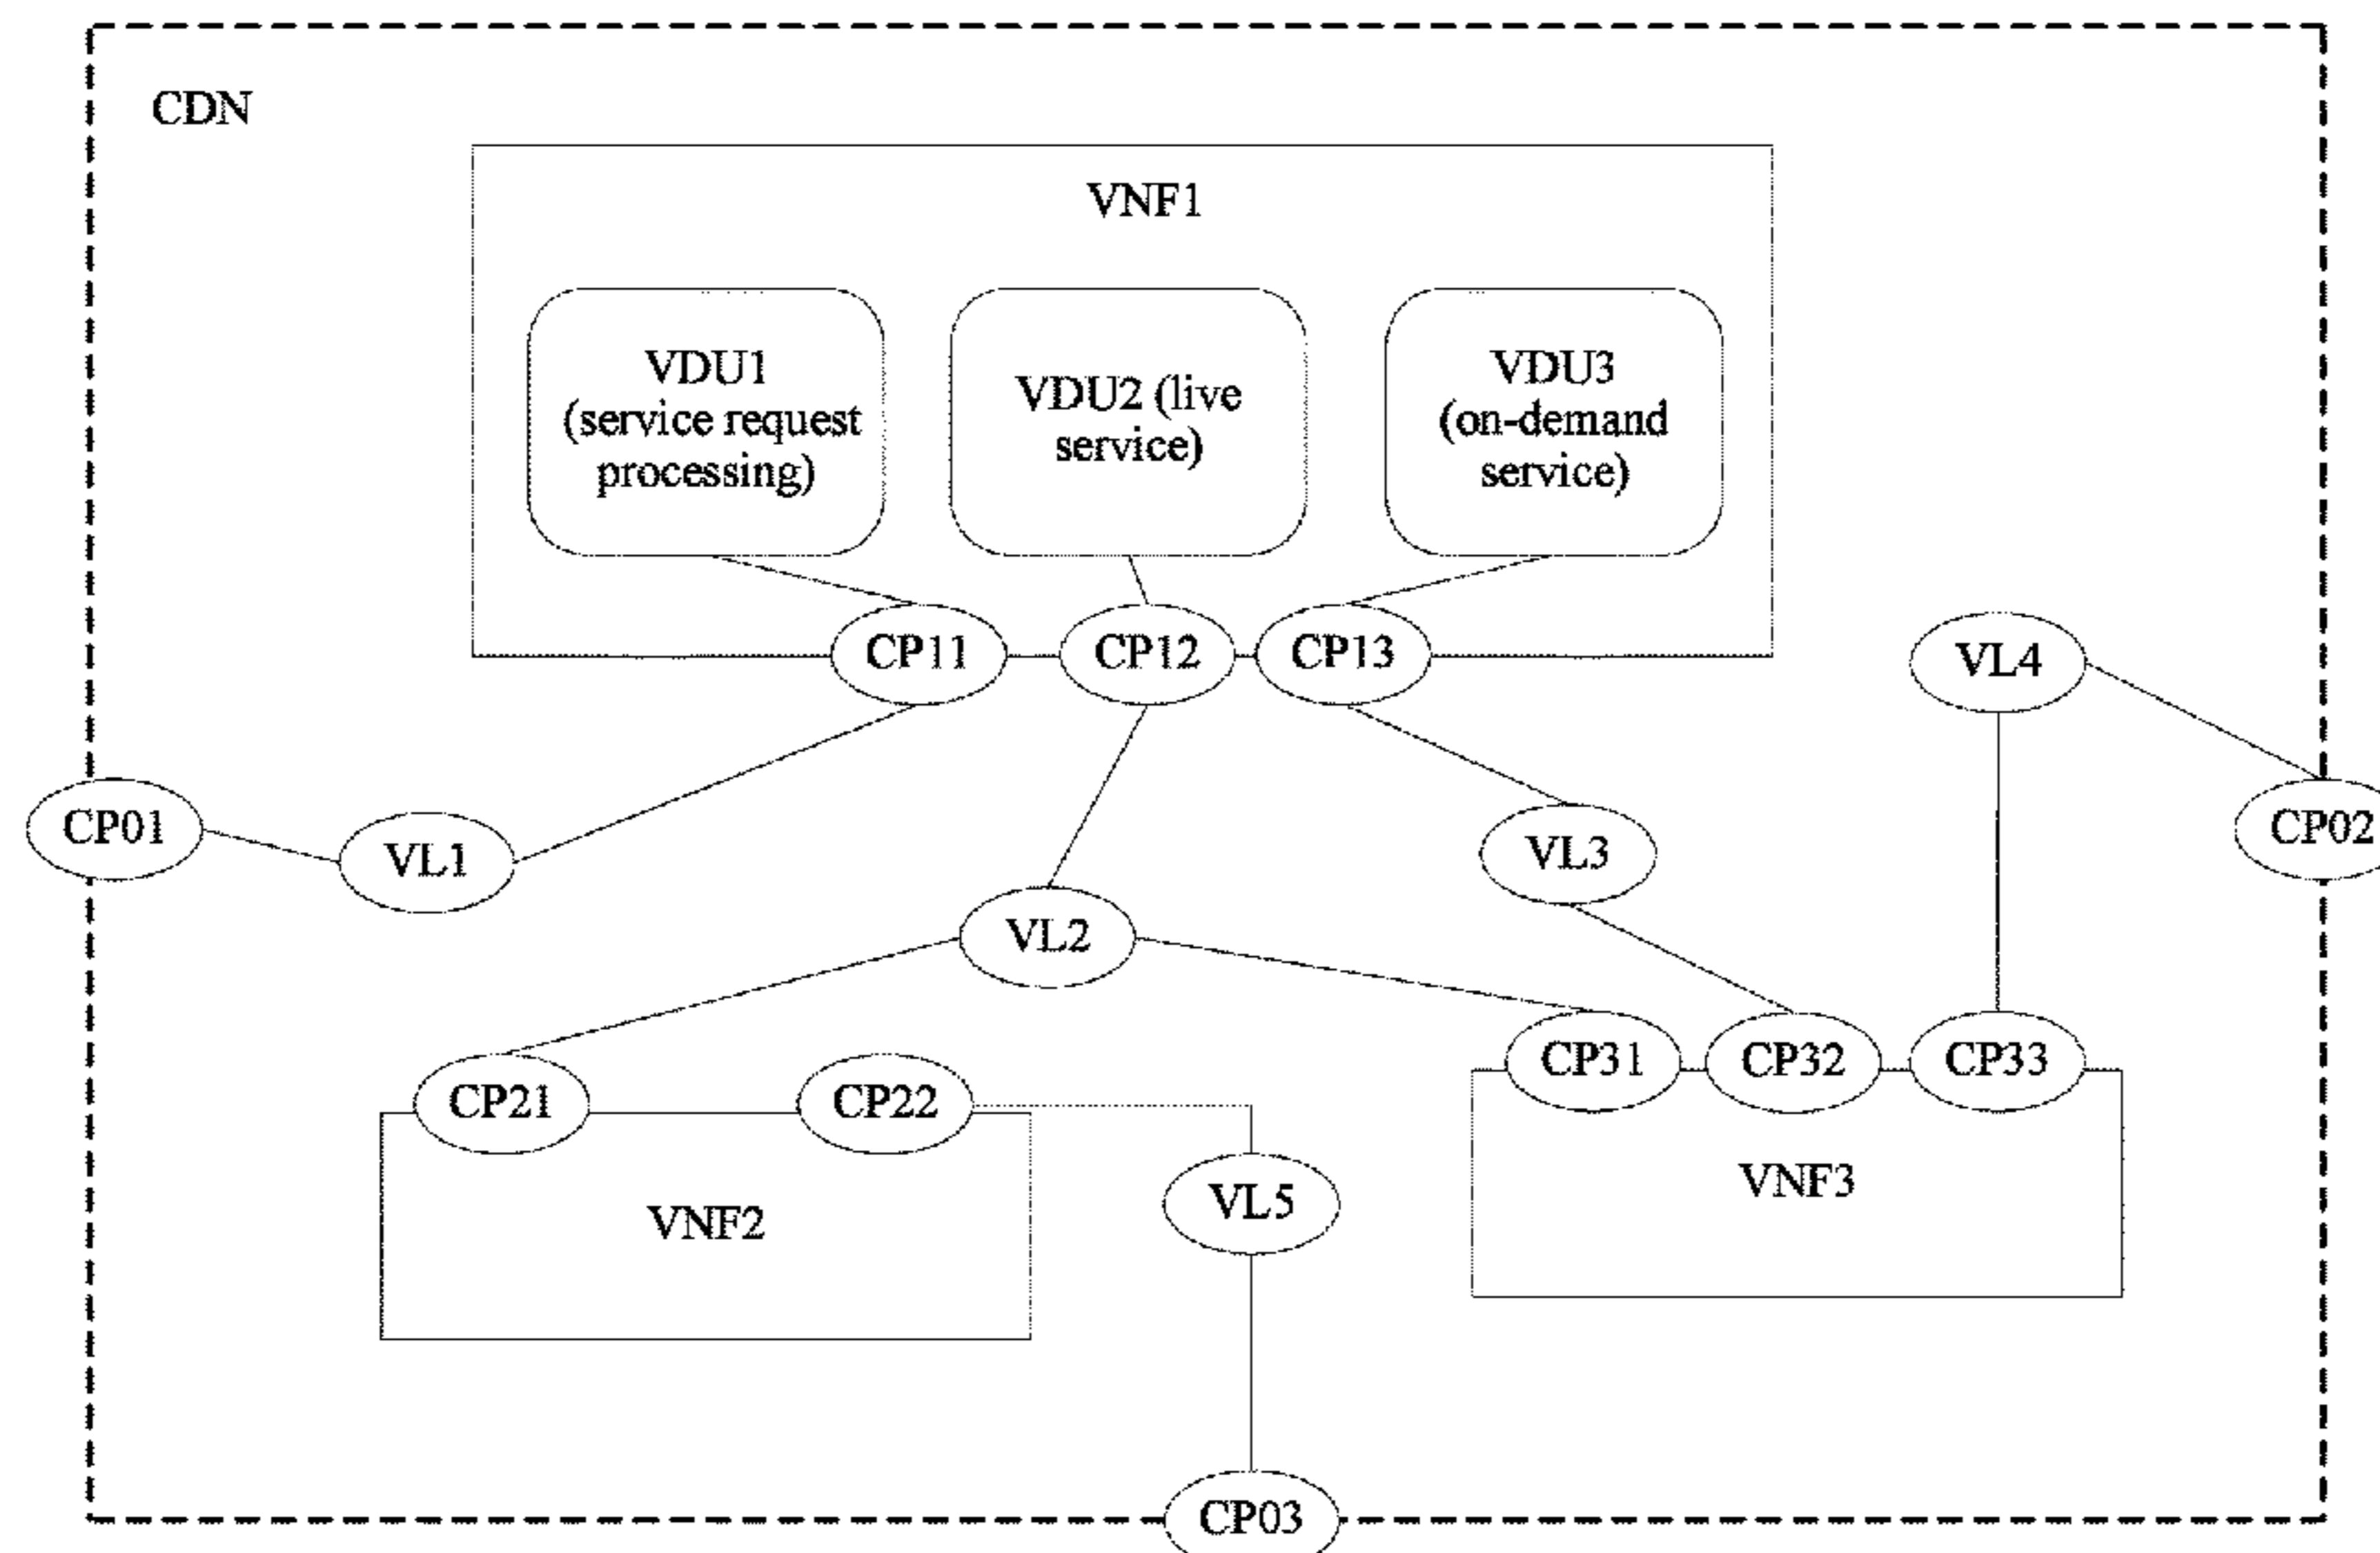 CDN
VNF1
VDU1
(service request
processing)
VDU2 (live
service)
VDU3
(on-demand
service)
CP11
CP12
CP13
VL4
CP01
VL1
VL3
CP02
VL2
CP21
CP22
CP31
CP32
CP33
VNF2
VL5
VNF3
CP03